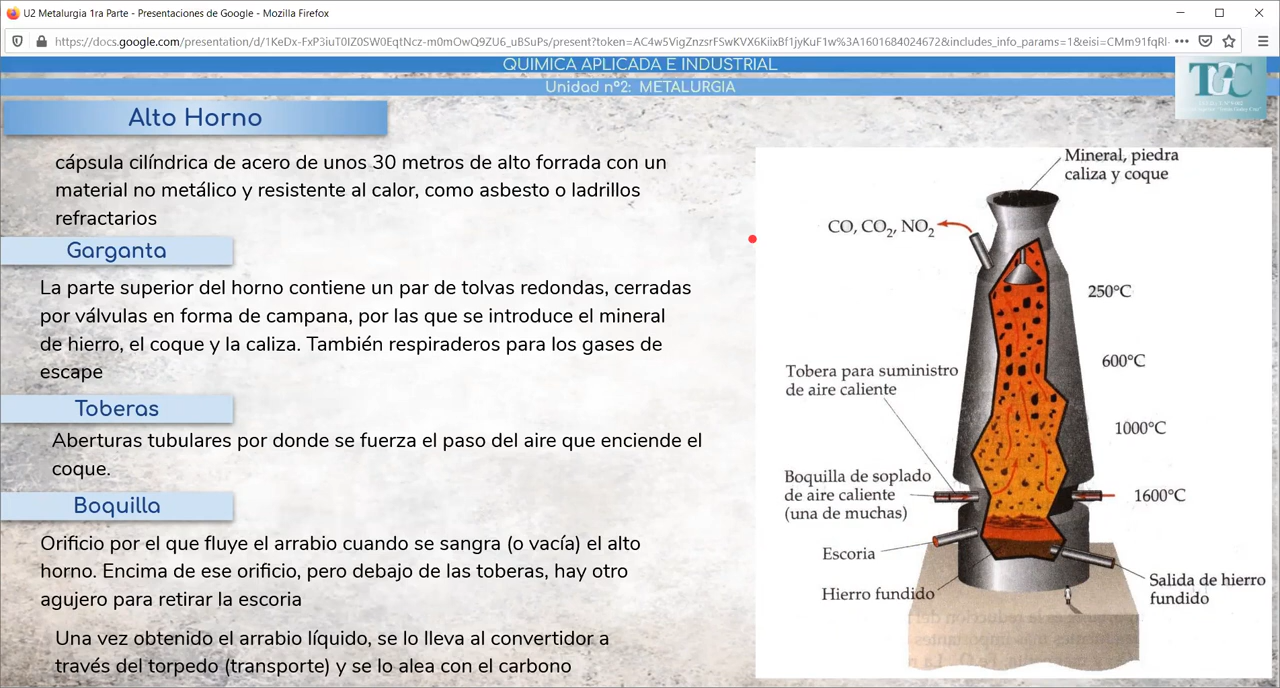 U2 Metalurgia 1ra Parte - Presentaciones de Google - Mozilla Firefox
QUIMICA APLICADA E INDUSTRIAL
Unidad nº2: METALURGIA
TGC
Alto Horno
cápsula cilíndrica de acero de unos 30 metros de alto forrada con un
material no metálico y resistente al calor, como asbesto o ladrillos
refractarios
Garganta
La parte superior del horno contiene un par de tolvas redondas, cerradas
por válvulas en forma de campana, por las que se introduce el mineral
de hierro, el coque y la caliza. También respiraderos para los gases de
escape
Toberas
Aberturas tubulares por donde se fuerza el paso del aire que enciende el
coque.
Boquilla
Orificio por el que fluye el arrabio cuando se sangra (o vacía) el alto
horno. Encima de ese orificio, pero debajo de las toberas, hay otro
agujero para retirar la escoria
Una vez obtenido el arrabio líquido, se lo lleva al convertidor a
través del torpedo (transporte) y se lo alea con el carbono
Mineral, piedra
caliza y coque
CO, CO₂, NO₂
250°C
600°C
Tobera para suministro
de aire caliente
1000°C
Boquilla de soplado
de aire caliente
(una de muchas)
1600°C
Escoria
Hierro fundido
Salida de hierro
fundido